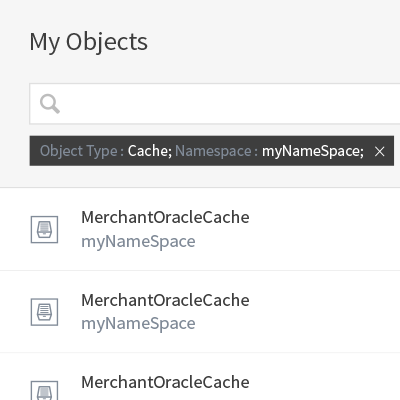 My Objects
Object Type : Cache; Namespace : myNameSpace;
MerchantOracleCache
myNameSpace
MerchantOracleCache
myNameSpace
MerchantOracleCache